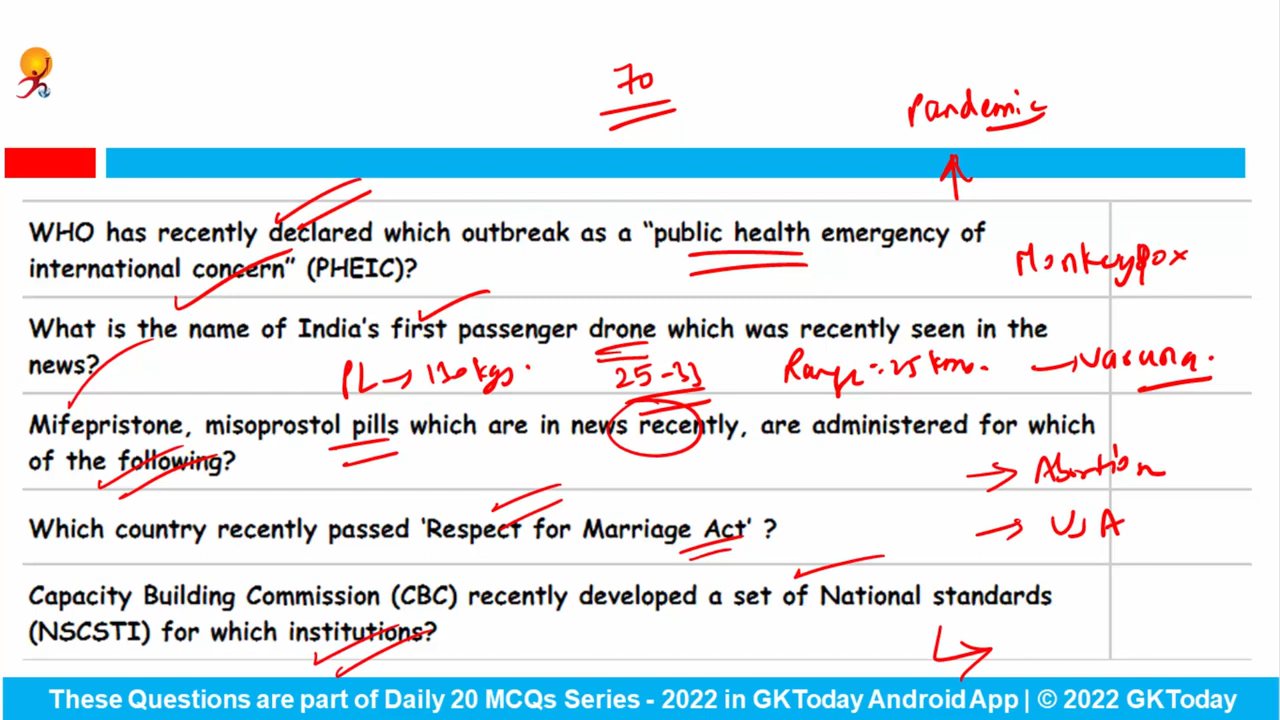 70
Pandemic
WHO has recently declared which outbreak as a “public health emergency of
international concern” (PHEIC)?
Monkeypox
What is the name of India’s first passenger drone which was recently seen in the
news?
PL → 130 kgs. 25-33 Range :- 25 kms. → Varuna.
Mifepristone, misoprostol pills which are in news recently, are administered for which
of the following?
→ Abortion
Which country recently passed ‘Respect for Marriage Act’ ?
→ USA
Capacity Building Commission (CBC) recently developed a set of National standards
(NSCSTI) for which institutions?
These Questions are part of Daily 20 MCQs Series - 2022 in GKToday Android App | © 2022 GKToday